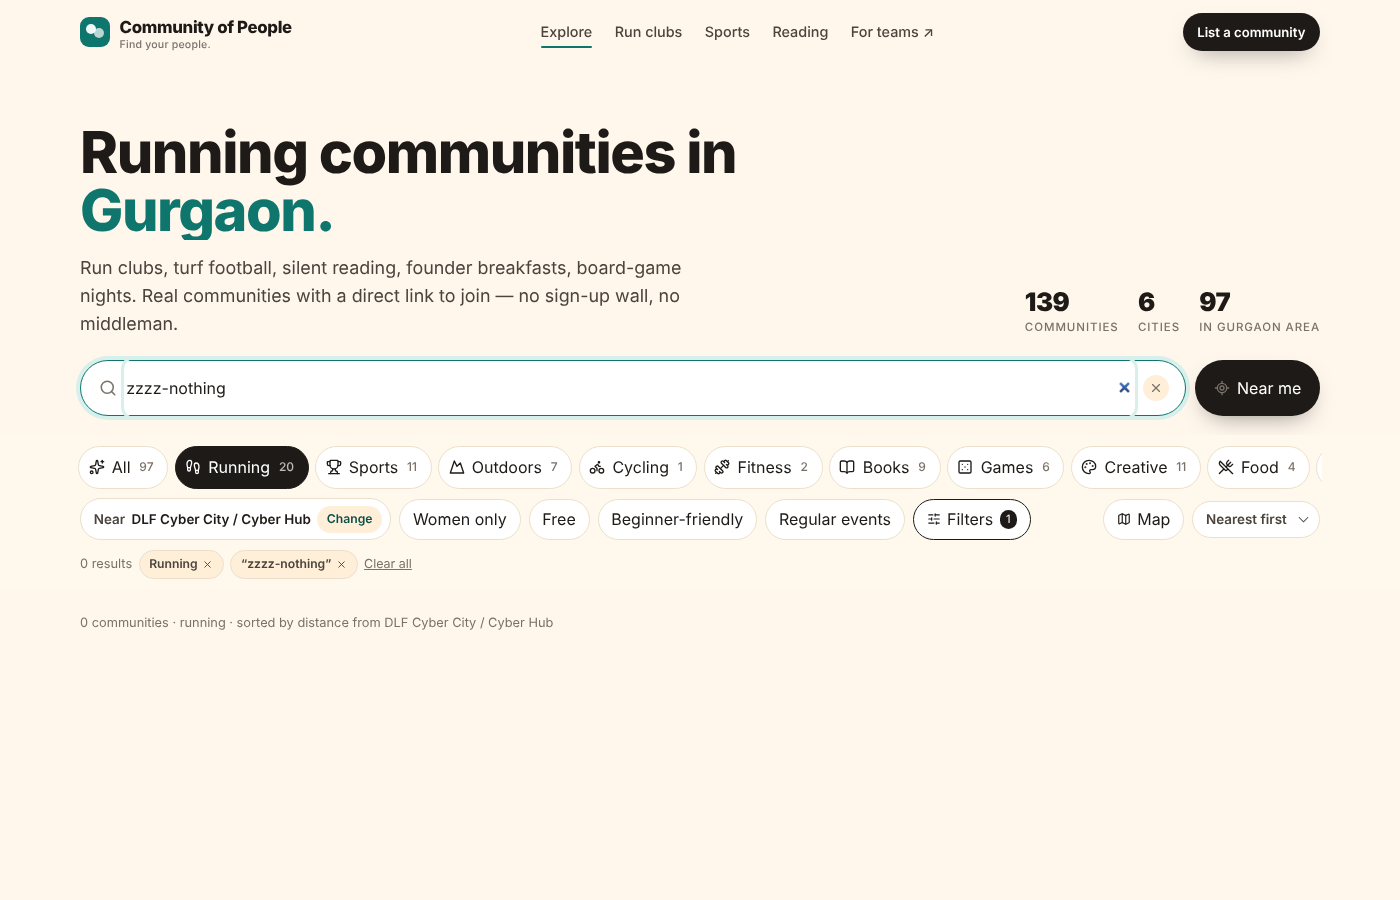 Community of People
Find your people.
Explore Run clubs Sports Reading For teams ↗
List a community
Running communities in
Gurgaon.
Run clubs, turf football, silent reading, founder breakfasts, board-game
nights. Real communities with a direct link to join — no sign-up wall, no
middleman.
139 6 97
COMMUNITIES CITIES IN GURGAON AREA
zzzz-nothing
Near me
All 97 Running 20 Sports 11 Outdoors 7 Cycling 1 Fitness 2 Books 9 Games 6 Creative 11 Food 4
Near DLF Cyber City / Cyber Hub Change Women only Free Beginner-friendly Regular events Filters 1 Map Nearest first
0 results Running × “zzzz-nothing” × Clear all
0 communities · running · sorted by distance from DLF Cyber City / Cyber Hub